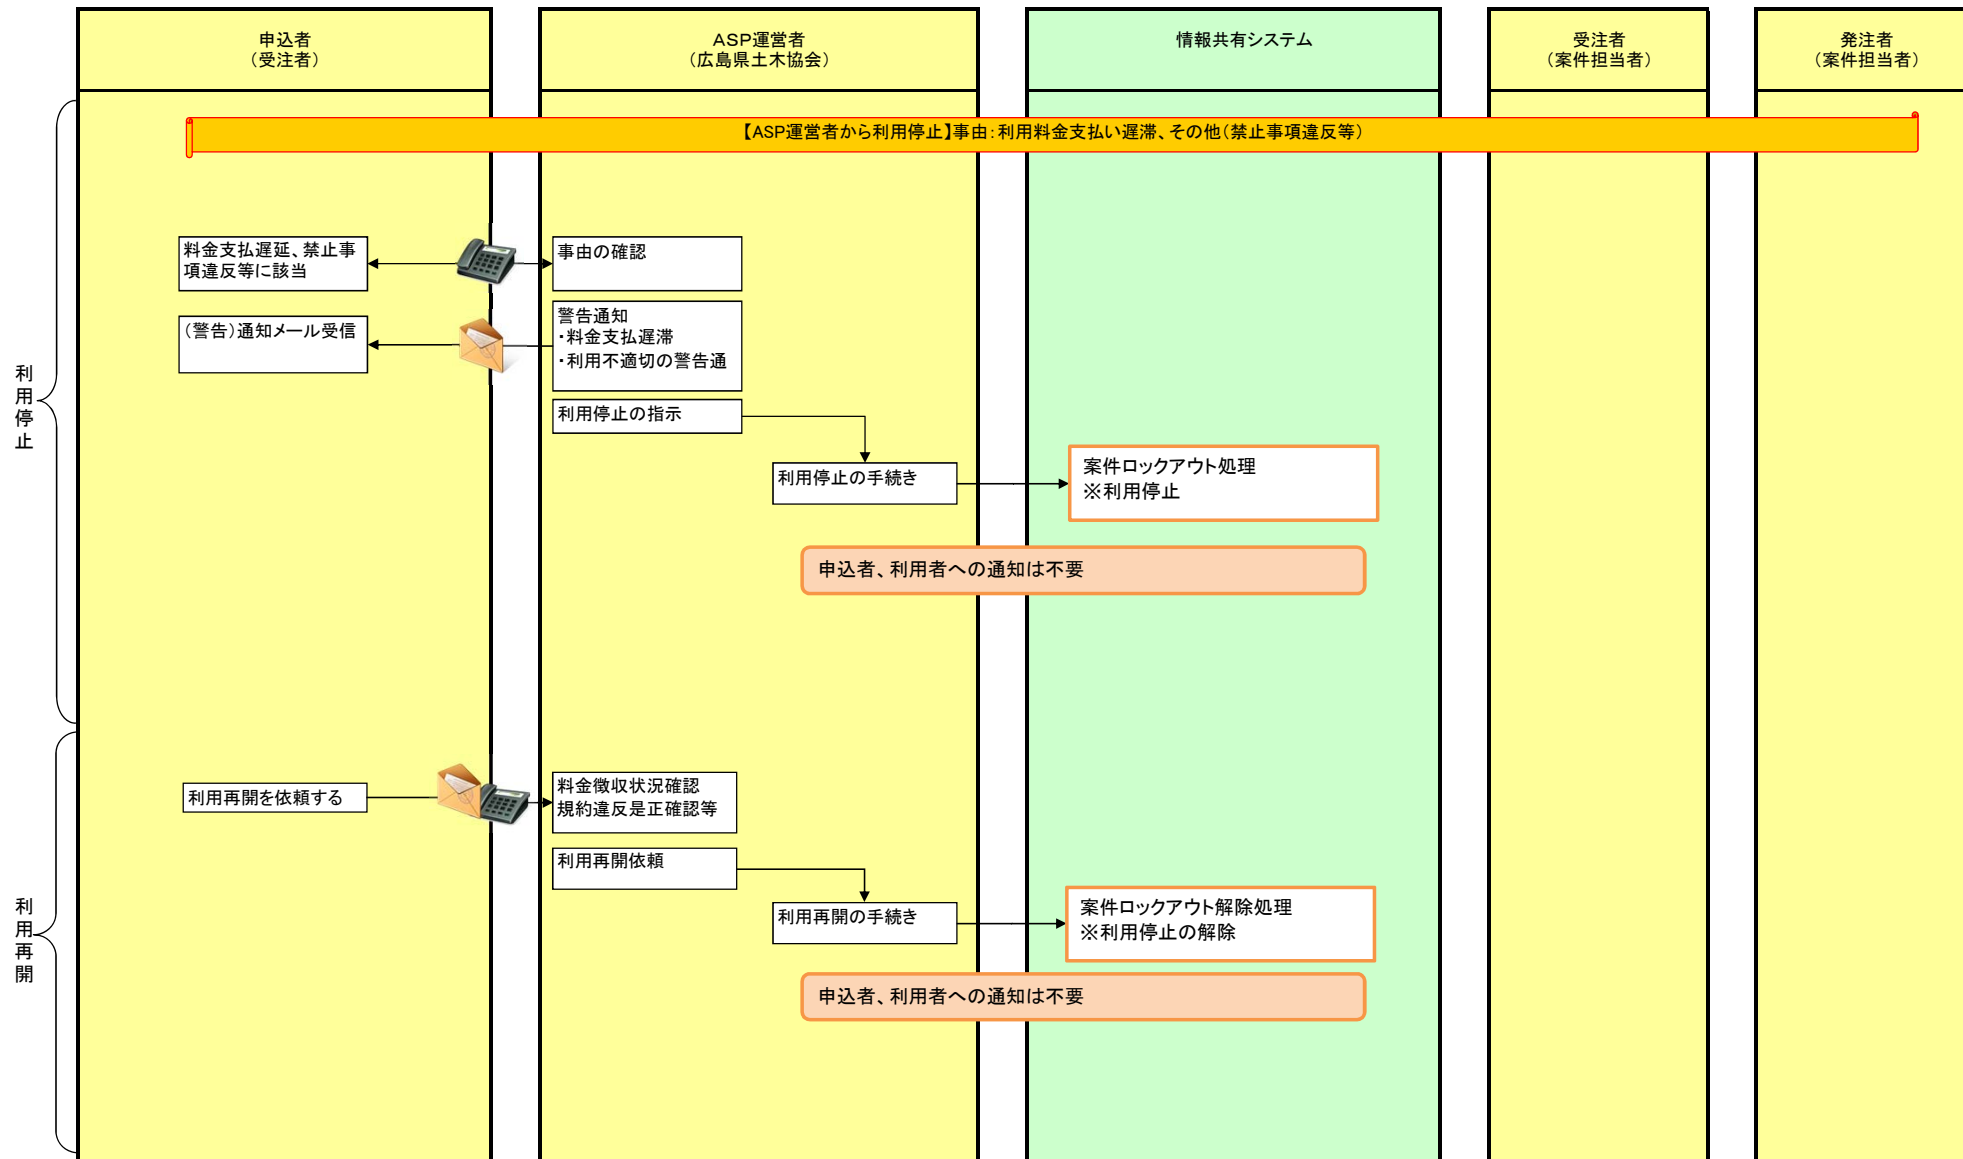 申込者
（受注者）
ASP運営者
（広島県土木協会）
情報共有システム
受注者
（案件担当者）
発注者
（案件担当者）
【ASP運営者から利用停止】事由：利用料金支払い遅滞、その他（禁止事項違反等）
利用停止
料金支払遅延、禁止事
項違反等に該当
事由の確認
（警告）通知メール受信
警告通知
・料金支払遅滞
・利用不適切の警告通
利用停止の指示
利用停止の手続き
案件ロックアウト処理
※利用停止
申込者、利用者への通知は不要
利用再開
利用再開を依頼する
料金徴収状況確認
規約違反是正確認等
利用再開依頼
利用再開の手続き
案件ロックアウト解除処理
※利用停止の解除
申込者、利用者への通知は不要